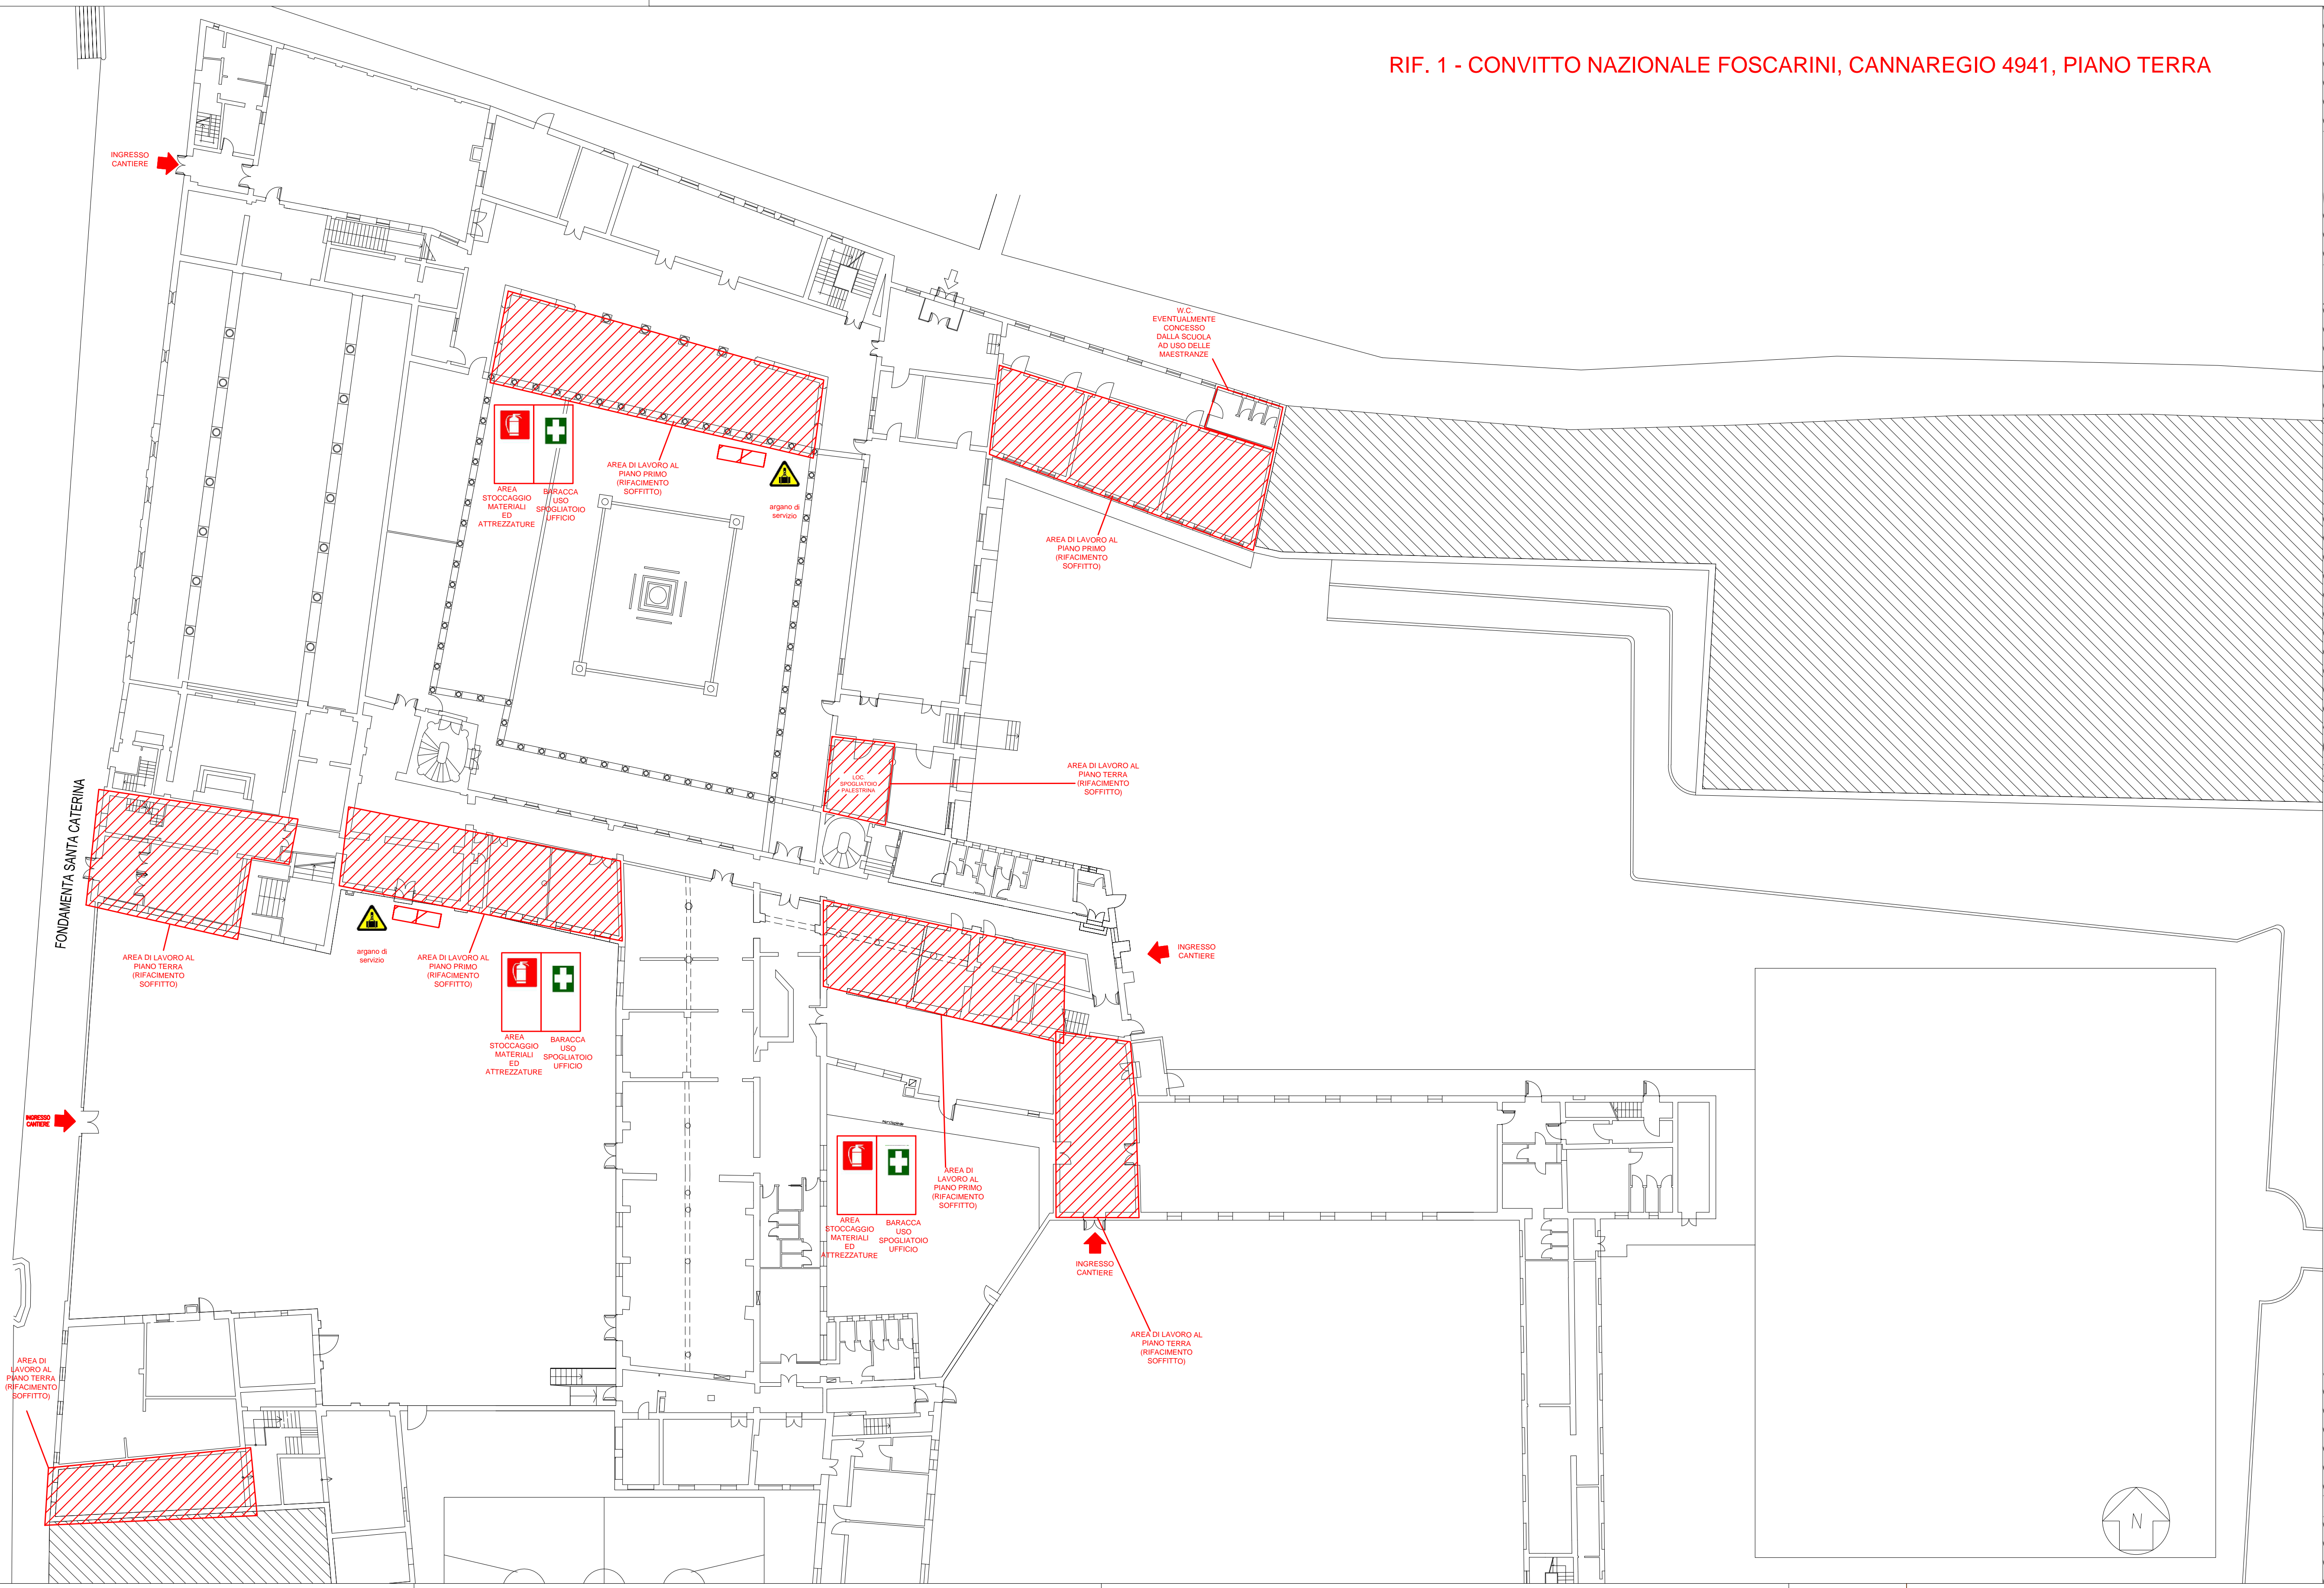 RIF. 1 - CONVITTO NAZIONALE FOSCARINI, CANNAREGIO 4941, PIANO TERRA
INGRESSO
CANTIERE
W.C.
EVENTUALMENTE
CONCESSO
DALLA SCUOLA
AD USO DELLE
MAESTRANZE
AREA
STOCCAGGIO
MATERIALI
ED
ATTREZZATURE
BARACCA
USO
SPOGLIATOIO
UFFICIO
AREA DI LAVORO AL
PIANO PRIMO
(RIFACIMENTO
SOFFITTO)
argano di
servizio
AREA DI LAVORO AL
PIANO PRIMO
(RIFACIMENTO
SOFFITTO)
LOC.
SPOGLIATOIO
PALESTRINA
AREA DI LAVORO AL
PIANO TERRA
(RIFACIMENTO
SOFFITTO)
FONDAMENTA SANTA CATERINA
AREA DI LAVORO AL
PIANO TERRA
(RIFACIMENTO
SOFFITTO)
argano di
servizio
AREA DI LAVORO AL
PIANO PRIMO
(RIFACIMENTO
SOFFITTO)
INGRESSO
CANTIERE
AREA
STOCCAGGIO
MATERIALI
ED
ATTREZZATURE
BARACCA
USO
SPOGLIATOIO
UFFICIO
INGRESSO
CANTIERE
AREA DI
LAVORO AL
PIANO PRIMO
(RIFACIMENTO
SOFFITTO)
AREA
STOCCAGGIO
MATERIALI
ED
ATTREZZATURE
BARACCA
USO
SPOGLIATOIO
UFFICIO
INGRESSO
CANTIERE
AREA DI LAVORO AL
PIANO TERRA
(RIFACIMENTO
SOFFITTO)
AREA DI
LAVORO AL
PIANO TERRA
(RIFACIMENTO
SOFFITTO)
N